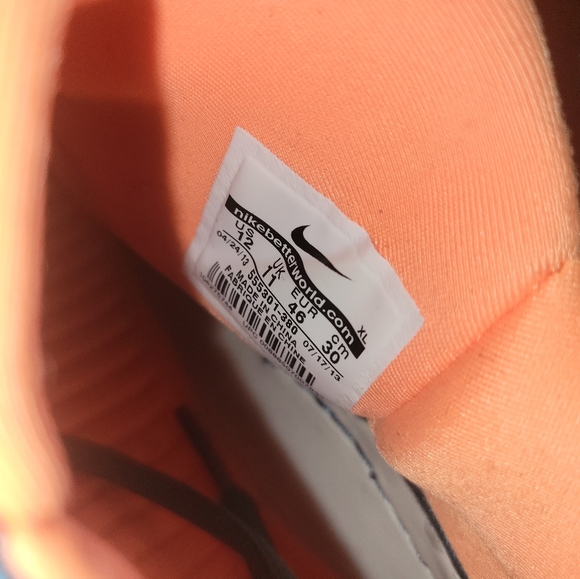 nikebetterworld.com
US UK EUR cm
12 11 46 30 XL
04/24/13 555301-380 07/17/13
MADE IN CHINA
FABRIQUE EN CHINE